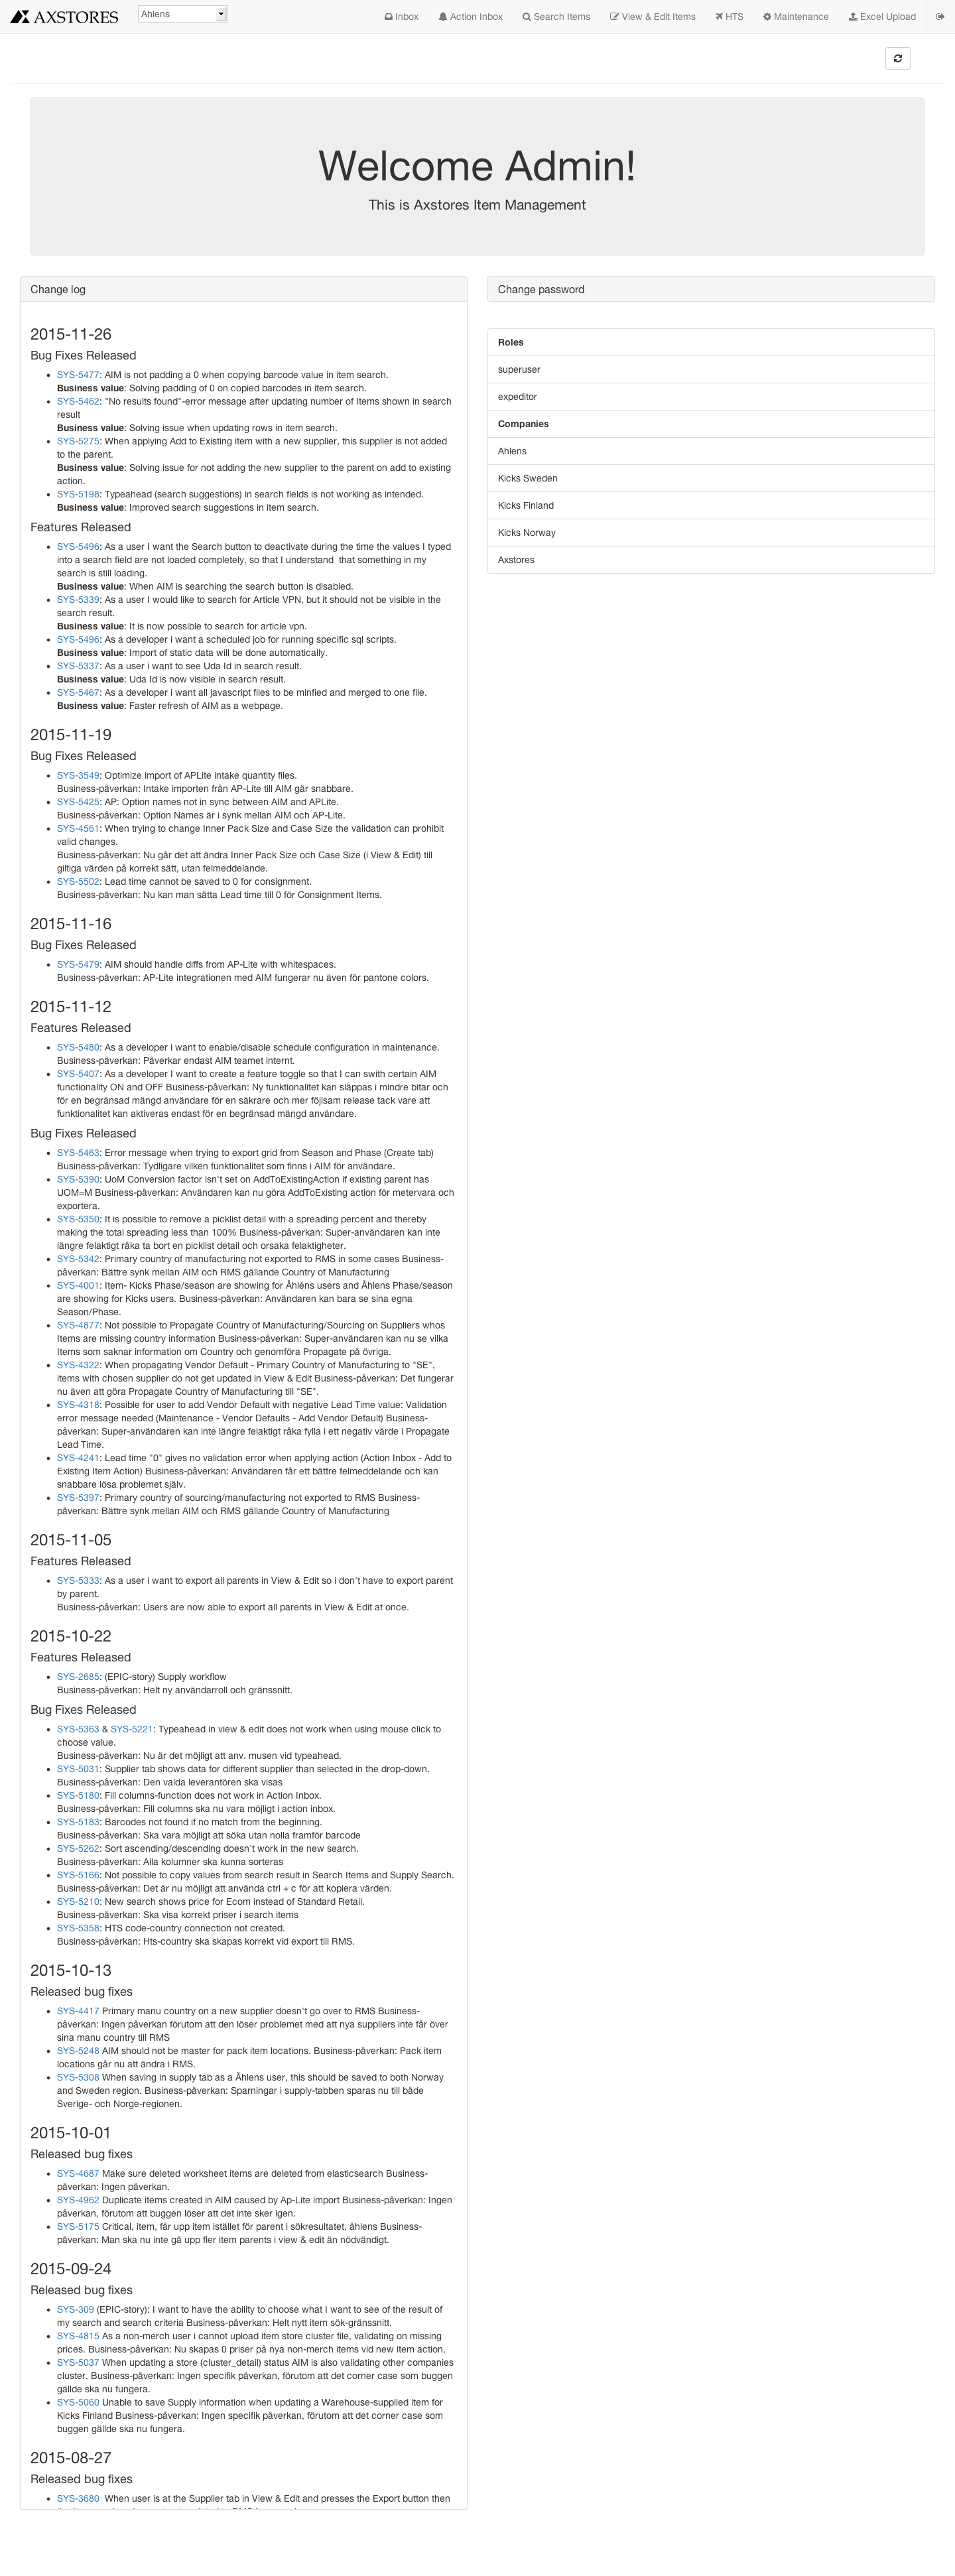 AXSTORES
Ahlens
Inbox
Action Inbox
Search Items
View & Edit Items
HTS
Maintenance
Excel Upload
Welcome Admin!
This is Axstores Item Management
Change log
2015-11-26
Bug Fixes Released
SYS-5477: AIM is not padding a 0 when copying barcode value in item search.
Business value: Solving padding of 0 on copied barcodes in item search.
SYS-5462: "No results found"-error message after updating number of Items shown in search
result
Business value: Solving issue when updating rows in item search.
SYS-5275: When applying Add to Existing item with a new supplier, this supplier is not added
to the parent.
Business value: Solving issue for not adding the new supplier to the parent on add to existing
action.
SYS-5198: Typeahead (search suggestions) in search fields is not working as intended.
Business value: Improved search suggestions in item search.
Features Released
SYS-5496: As a user I want the Search button to deactivate during the time the values I typed
into a search field are not loaded completely, so that I understand that something in my
search is still loading.
Business value: When AIM is searching the search button is disabled.
SYS-5339: As a user I would like to search for Article VPN, but it should not be visible in the
search result.
Business value: It is now possible to search for article vpn.
SYS-5496: As a developer i want a scheduled job for running specific sql scripts.
Business value: Import of static data will be done automatically.
SYS-5337: As a user i want to see Uda Id in search result.
Business value: Uda Id is now visible in search result.
SYS-5467: As a developer i want all javascript files to be minfied and merged to one file.
Business value: Faster refresh of AIM as a webpage.
2015-11-19
Bug Fixes Released
SYS-3549: Optimize import of APLite intake quantity files.
Business-påverkan: Intake importen från AP-Lite till AIM går snabbare.
SYS-5425: AP: Option names not in sync between AIM and APLite.
Business-påverkan: Option Names är i synk mellan AIM och AP-Lite.
SYS-4561: When trying to change Inner Pack Size and Case Size the validation can prohibit
valid changes.
Business-påverkan: Nu går det att ändra Inner Pack Size och Case Size (i View & Edit) till
giltiga värden på korrekt sätt, utan felmeddelande.
SYS-5502: Lead time cannot be saved to 0 for consignment.
Business-påverkan: Nu kan man sätta Lead time till 0 för Consignment Items.
2015-11-16
Bug Fixes Released
SYS-5479: AIM should handle diffs from AP-Lite with whitespaces.
Business-påverkan: AP-Lite integrationen med AIM fungerar nu även för pantone colors.
2015-11-12
Features Released
SYS-5480: As a developer i want to enable/disable schedule configuration in maintenance.
Business-påverkan: Påverkar endast AIM teamet internt.
SYS-5407: As a developer I want to create a feature toggle so that I can swith certain AIM
functionality ON and OFF Business-påverkan: Ny funktionalitet kan släppas i mindre bitar och
för en begränsad mängd användare för en säkrare och mer följsam release tack vare att
funktionalitet kan aktiveras endast för en begränsad mängd användare.
Bug Fixes Released
SYS-5463: Error message when trying to export grid from Season and Phase (Create tab)
Business-påverkan: Tydligare vilken funktionalitet som finns i AIM för användare.
SYS-5390: UoM Conversion factor isn't set on AddToExistingAction if existing parent has
UOM=M Business-påverkan: Användaren kan nu göra AddToExisting action för metervara och
exportera.
SYS-5350: It is possible to remove a picklist detail with a spreading percent and thereby
making the total spreading less than 100% Business-påverkan: Super-användaren kan inte
längre felaktigt råka ta bort en picklist detail och orsaka felaktigheter.
SYS-5342: Primary country of manufacturing not exported to RMS in some cases Business-
påverkan: Bättre synk mellan AIM och RMS gällande Country of Manufacturing
SYS-4001: Item- Kicks Phase/season are showing for Åhléns users and Åhlens Phase/season
are showing for Kicks users. Business-påverkan: Användaren kan bara se sina egna
Season/Phase.
SYS-4877: Not possible to Propagate Country of Manufacturing/Sourcing on Suppliers whos
Items are missing country information Business-påverkan: Super-användaren kan nu se vilka
Items som saknar information om Country och genomföra Propagate på övriga.
SYS-4322: When propagating Vendor Default - Primary Country of Manufacturing to "SE",
items with chosen supplier do not get updated in View & Edit Business-påverkan: Det fungerar
nu även att göra Propagate Country of Manufacturing till "SE".
SYS-4318: Possible for user to add Vendor Default with negative Lead Time value: Validation
error message needed (Maintenance - Vendor Defaults - Add Vendor Default) Business-
påverkan: Super-användaren kan inte längre felaktigt råka fylla i ett negativ värde i Propagate
Lead Time.
SYS-4241: Lead time "0" gives no validation error when applying action (Action Inbox - Add to
Existing Item Action) Business-påverkan: Användaren får ett bättre felmeddelande och kan
snabbare lösa problemet själv.
SYS-5397: Primary country of sourcing/manufacturing not exported to RMS Business-
påverkan: Bättre synk mellan AIM och RMS gällande Country of Manufacturing
2015-11-05
Features Released
SYS-5333: As a user i want to export all parents in View & Edit so i don't have to export parent
by parent.
Business-påverkan: Users are now able to export all parents in View & Edit at once.
2015-10-22
Features Released
SYS-2685: (EPIC-story) Supply workflow
Business-påverkan: Helt ny användarroll och gränssnitt.
Bug Fixes Released
SYS-5363 & SYS-5221: Typeahead in view & edit does not work when using mouse click to
choose value.
Business-påverkan: Nu är det möjligt att anv. musen vid typeahead.
SYS-5031: Supplier tab shows data for different supplier than selected in the drop-down.
Business-påverkan: Den valda leverantören ska visas
SYS-5180: Fill columns-function does not work in Action Inbox.
Business-påverkan: Fill columns ska nu vara möjligt i action inbox.
SYS-5183: Barcodes not found if no match from the beginning.
Business-påverkan: Ska vara möjligt att söka utan nolla framför barcode
SYS-5262: Sort ascending/descending doesn't work in the new search.
Business-påverkan: Alla kolumner ska kunna sorteras
SYS-5166: Not possible to copy values from search result in Search Items and Supply Search.
Business-påverkan: Det är nu möjligt att använda ctrl + c för att kopiera värden.
SYS-5210: New search shows price for Ecom instead of Standard Retail.
Business-påverkan: Ska visa korrekt priser i search items
SYS-5358: HTS code-country connection not created.
Business-påverkan: Hts-country ska skapas korrekt vid export till RMS.
2015-10-13
Released bug fixes
SYS-4417 Primary manu country on a new supplier doesn't go over to RMS Business-
påverkan: Ingen påverkan förutom att den löser problemet med att nya suppliers inte får över
sina manu country till RMS
SYS-5248 AIM should not be master for pack item locations. Business-påverkan: Pack item
locations går nu att ändra i RMS.
SYS-5308 When saving in supply tab as a Åhlens user, this should be saved to both Norway
and Sweden region. Business-påverkan: Sparningar i supply-tabben sparas nu till både
Sverige- och Norge-regionen.
2015-10-01
Released bug fixes
SYS-4687 Make sure deleted worksheet items are deleted from elasticsearch Business-
påverkan: Ingen påverkan.
SYS-4962 Duplicate items created in AIM caused by Ap-Lite import Business-påverkan: Ingen
påverkan, förutom att buggen löser att det inte sker igen.
SYS-5175 Critical, item, får upp item istället för parent i sökresultatet, åhlens Business-
påverkan: Man ska nu inte gå upp fler item parents i view & edit än nödvändigt.
2015-09-24
Released bug fixes
SYS-309 (EPIC-story): I want to have the ability to choose what I want to see of the result of
my search and search criteria Business-påverkan: Helt nytt item sök-gränssnitt.
SYS-4815 As a non-merch user i cannot upload item store cluster file, validating on missing
prices. Business-påverkan: Nu skapas 0 priser på nya non-merch items vid new item action.
SYS-5037 When updating a store (cluster_detail) status AIM is also validating other companies
cluster. Business-påverkan: Ingen specifik påverkan, förutom att det corner case som buggen
gällde ska nu fungera.
SYS-5060 Unable to save Supply information when updating a Warehouse-supplied item for
Kicks Finland Business-påverkan: Ingen specifik påverkan, förutom att det corner case som
buggen gällde ska nu fungera.
2015-08-27
Released bug fixes
SYS-3680 When user is at the Supplier tab in View & Edit and presses the Export button then
Change password
Roles
superuser
expeditor
Companies
Ahlens
Kicks Sweden
Kicks Finland
Kicks Norway
Axstores